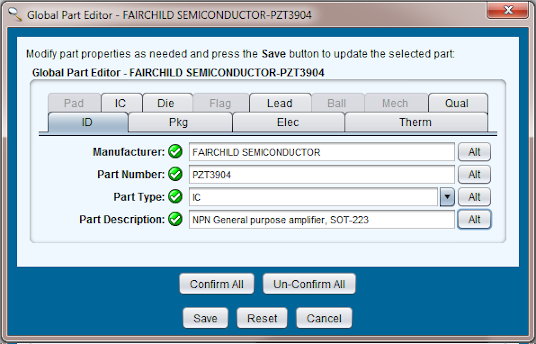 Global Part Editor - FAIRCHILD SEMICONDUCTOR-PZT3904
Modify part properties as needed and press the Save button to update the selected part:
Global Part Editor - FAIRCHILD SEMICONDUCTOR-PZT3904
Pad IC Die Flag Lead Ball Mech Qual
ID Pkg Elec Therm
Manufacturer: FAIRCHILD SEMICONDUCTOR Alt
Part Number: PZT3904 Alt
Part Type: IC Alt
Part Description: NPN General purpose amplifier, SOT-223 Alt
Confirm All Un-Confirm All
Save Reset Cancel